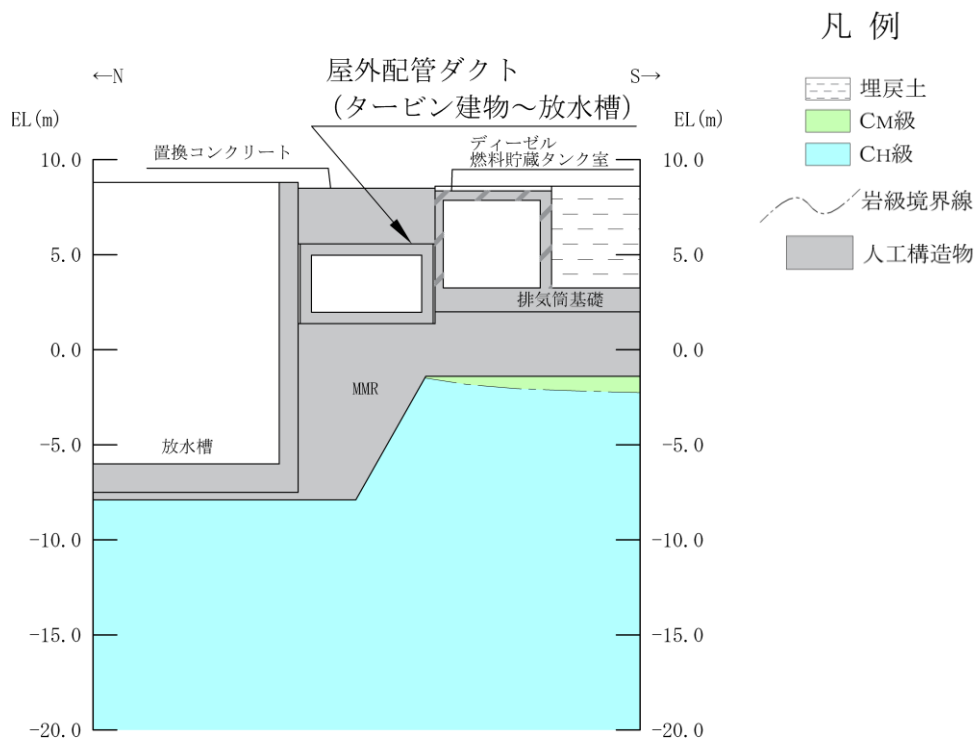 凡 例
←N
屋外配管ダクト
(タービン建物～放水槽)
S→
埋戻土
CM級
CH級
岩級境界線
人工構造物
EL(m)
EL(m)
置換コンクリート
ディーゼル
燃料貯蔵タンク室
10.0
10.0
5.0
5.0
排気筒基礎
0.0
0.0
MMR
放水槽
-5.0
-5.0
-10.0
-10.0
-15.0
-15.0
-20.0
-20.0